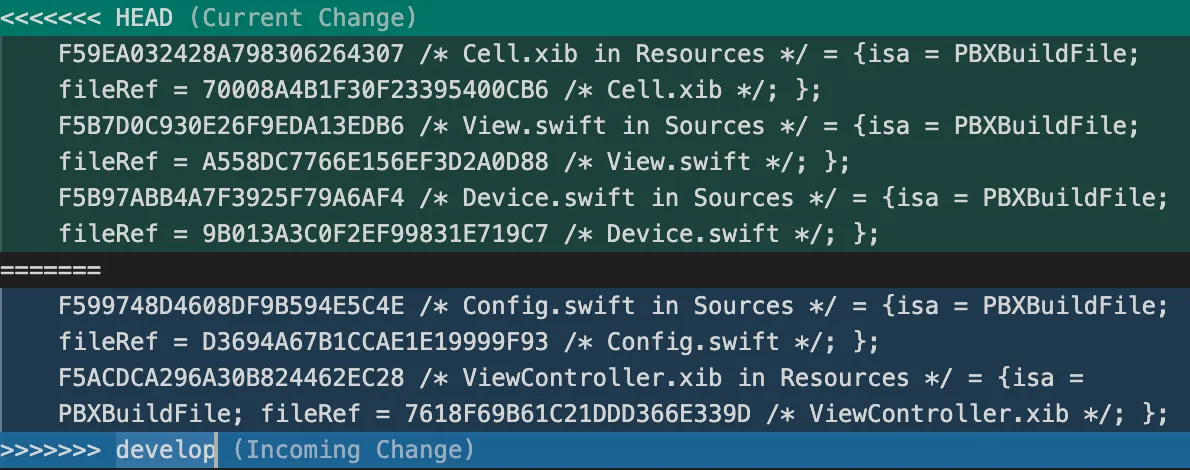 <<<<<<< HEAD (Current Change)
F59EA032428A798306264307 /* Cell.xib in Resources */ = {isa = PBXBuildFile;
fileRef = 70008A4B1F30F23395400CB6 /* Cell.xib */; };
F5B7D0C930E26F9EDA13EDB6 /* View.swift in Sources */ = {isa = PBXBuildFile;
fileRef = A558DC7766E156EF3D2A0D88 /* View.swift */; };
F5B97ABB4A7F3925F79A6AF4 /* Device.swift in Sources */ = {isa = PBXBuildFile;
fileRef = 9B013A3C0F2EF99831E719C7 /* Device.swift */; };
=======
F599748D4608DF9B594E5C4E /* Config.swift in Sources */ = {isa = PBXBuildFile;
fileRef = D3694A67B1CCAE1E19999F93 /* Config.swift */; };
F5ACDCA296A30B824462EC28 /* ViewController.xib in Resources */ = {isa =
PBXBuildFile; fileRef = 7618F69B61C21DDD366E339D /* ViewController.xib */; };
>>>>>>> develop (Incoming Change)